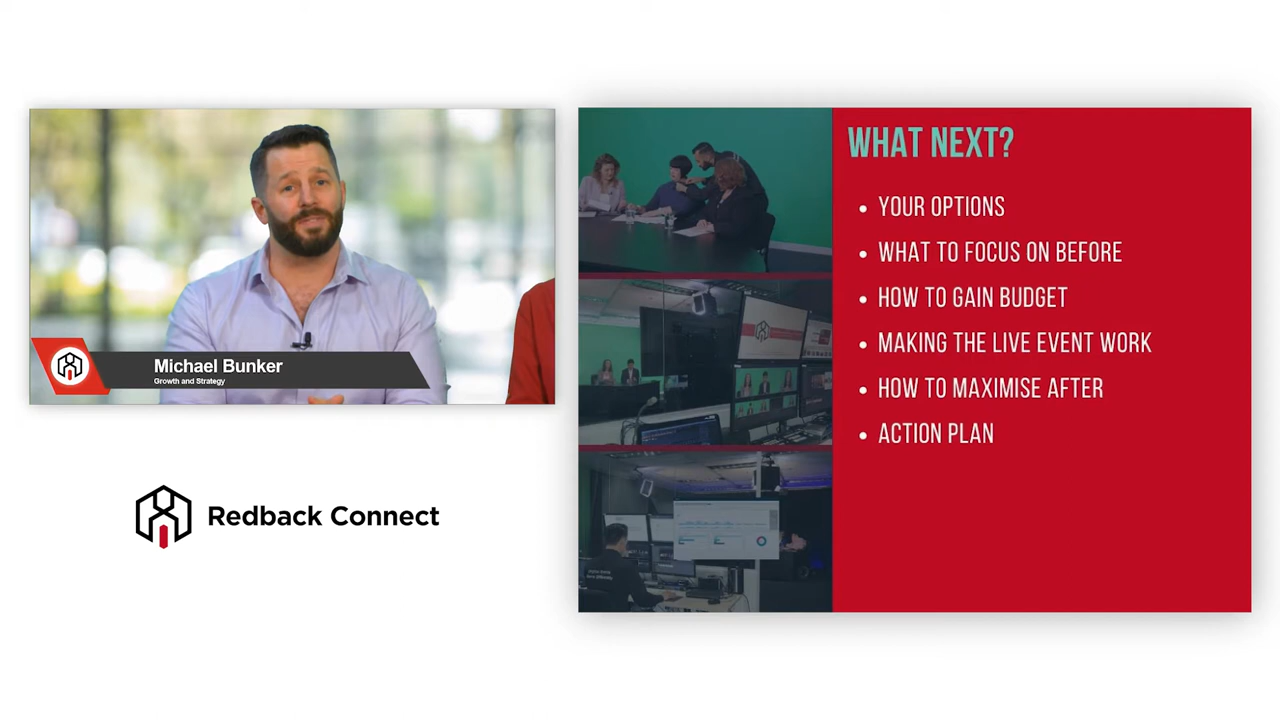 Michael Bunker
Growth and Strategy
Redback Connect
WHAT NEXT?
• YOUR OPTIONS
• WHAT TO FOCUS ON BEFORE
• HOW TO GAIN BUDGET
• MAKING THE LIVE EVENT WORK
• HOW TO MAXIMISE AFTER
• ACTION PLAN